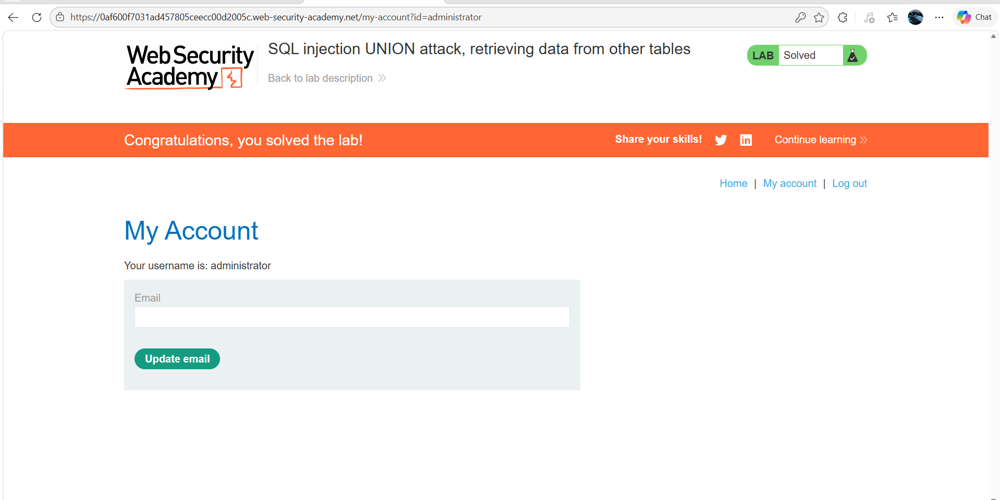 https://0af600f7031ad457805ceecc00d2005c.web-security-academy.net/my-account?id=administrator
Chat
Web Security
Academy
SQL injection UNION attack, retrieving data from other tables
Back to lab description
LAB Solved
Congratulations, you solved the lab!
Share your skills!
Continue learning
Home | My account | Log out
My Account
Your username is: administrator
Email
Update email